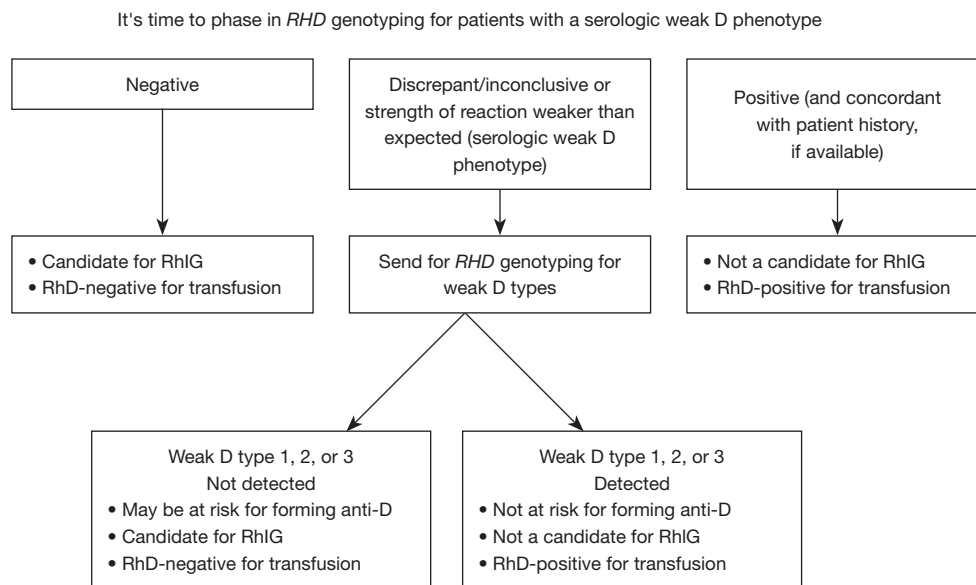 It's time to phase in RHD genotyping for patients with a serologic weak D phenotype
Negative
Discrepant/inconclusive or
strength of reaction weaker than
expected (serologic weak D
phenotype)
Positive (and concordant
with patient history,
if available)
• Candidate for RhIG
• RhD-negative for transfusion
Send for RHD genotyping for
weak D types
• Not a candidate for RhIG
• RhD-positive for transfusion
Weak D type 1, 2, or 3
Not detected
• May be at risk for forming anti-D
• Candidate for RhIG
• RhD-negative for transfusion
Weak D type 1, 2, or 3
Detected
• Not at risk for forming anti-D
• Not a candidate for RhIG
• RhD-positive for transfusion